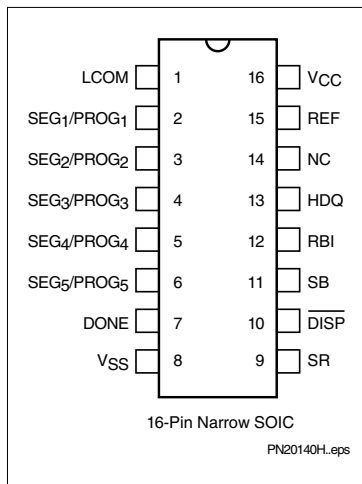 LCOM 1 16 VCC
SEG1/PROG1 2 15 REF
SEG2/PROG2 3 14 NC
SEG3/PROG3 4 13 HDQ
SEG4/PROG4 5 12 RBI
SEG5/PROG5 6 11 SB
DONE 7 10 DISP
VSS 8 9 SR
16-Pin Narrow SOIC
PN20140H..eps